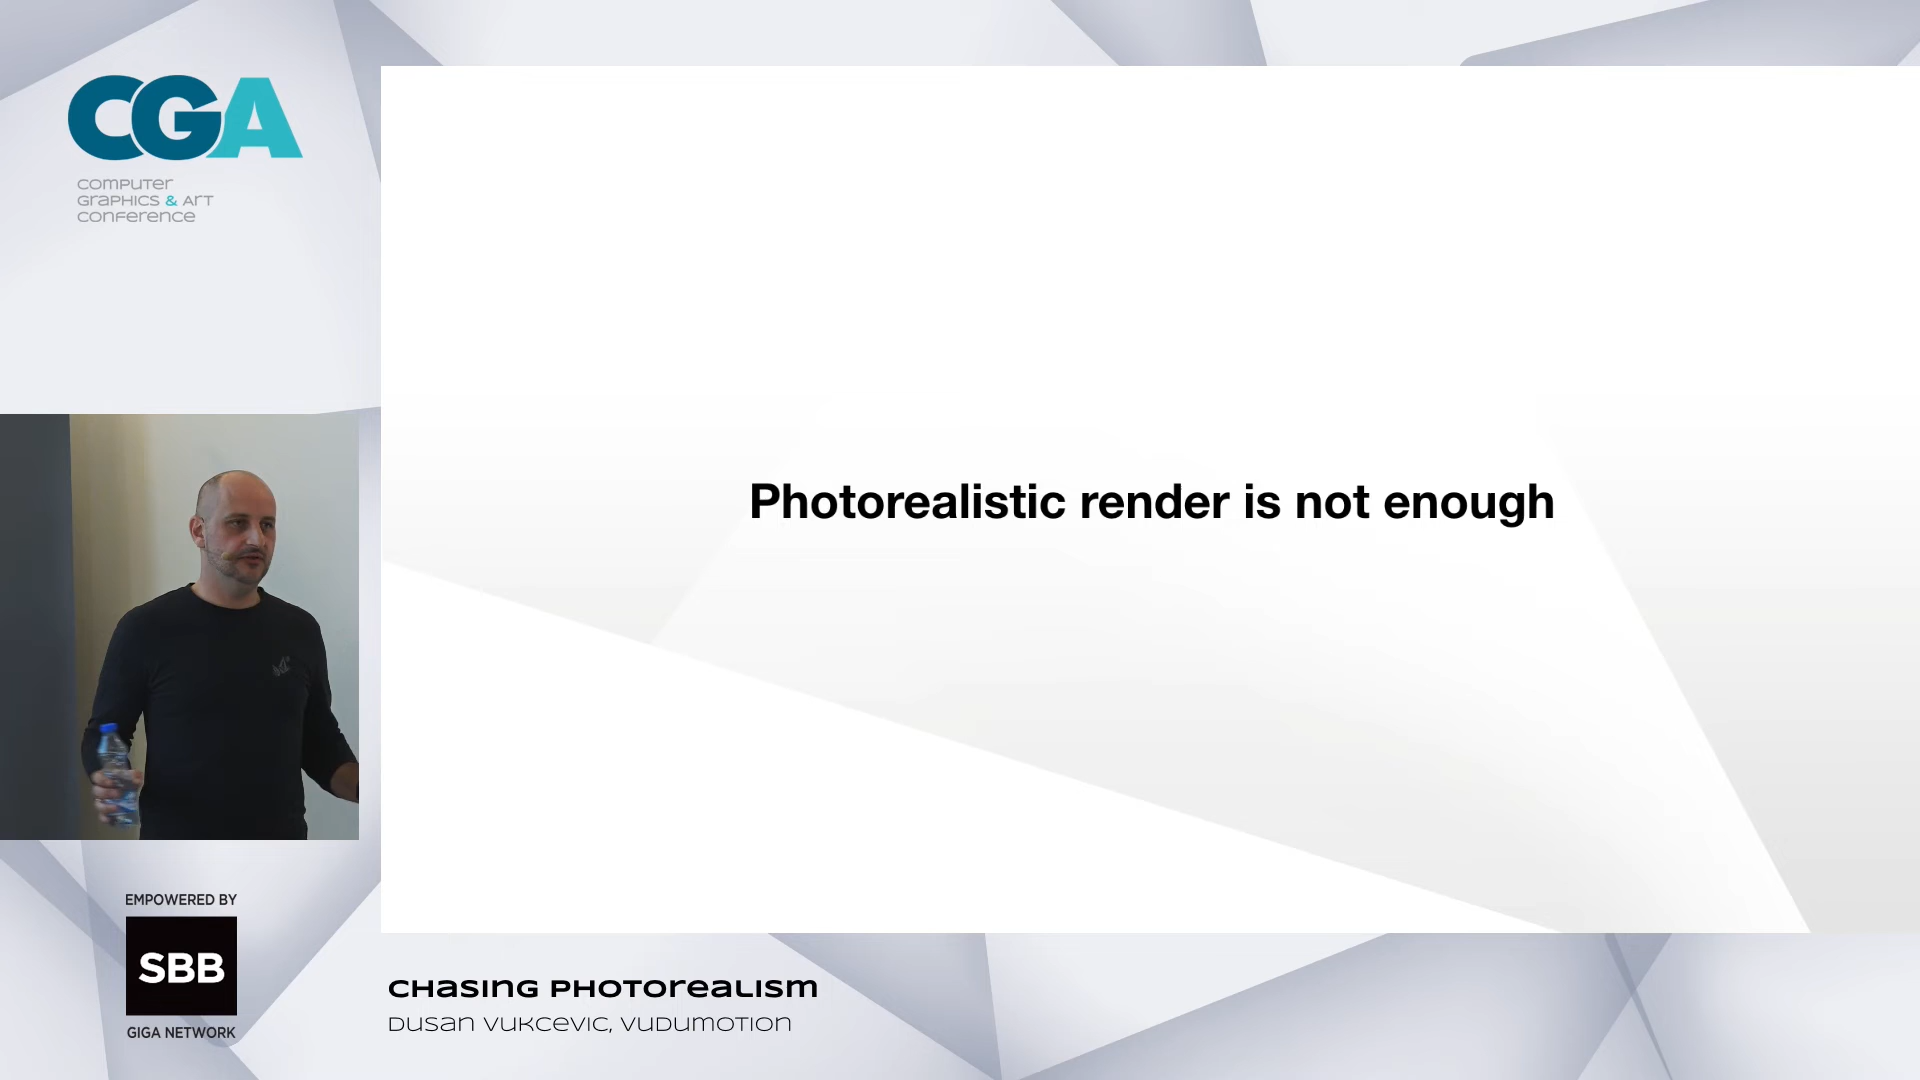 CGA
COMPUTER
GRAPHICS & ART
CONFERENCE
Photorealistic render is not enough
EMPOWERED BY
SBB
GIGA NETWORK
CHASING PHOTOREALISM
DUSAN VUKCEVIC, VUDUMOTION